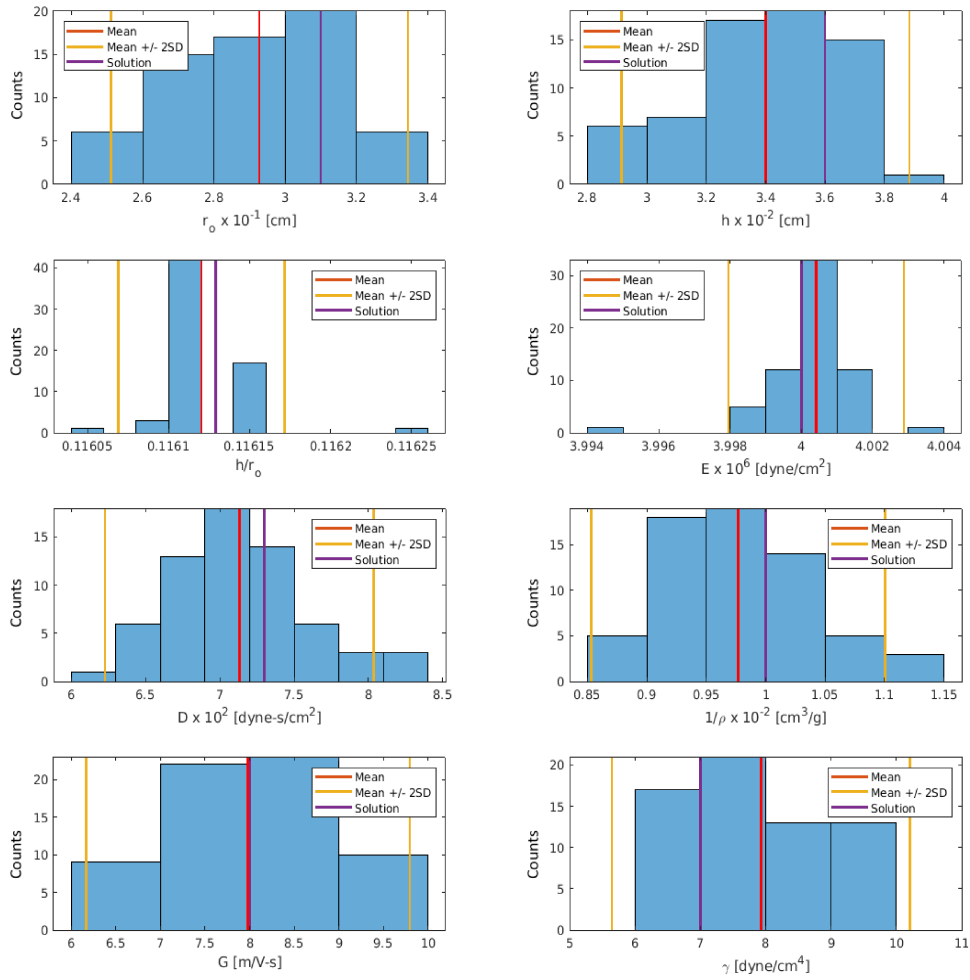 20
15
10
5
0
Counts
Mean
Mean +/- 2SD
Solution
2.4 2.6 2.8 3 3.2 3.4
r_o x 10^-1 [cm]
15
10
5
0
Counts
Mean
Mean +/- 2SD
Solution
2.8 3 3.2 3.4 3.6 3.8 4
h x 10^-2 [cm]
40
30
20
10
0
Counts
Mean
Mean +/- 2SD
Solution
0.11605 0.1161 0.11615 0.1162 0.11625
h/r_o
30
20
10
0
Counts
Mean
Mean +/- 2SD
Solution
3.994 3.996 3.998 4 4.002 4.004
E x 10^6 [dyne/cm^2]
15
10
5
0
Counts
Mean
Mean +/- 2SD
Solution
6 6.5 7 7.5 8 8.5
D x 10^2 [dyne-s/cm^2]
15
10
5
0
Counts
Mean
Mean +/- 2SD
Solution
0.85 0.9 0.95 1 1.05 1.1 1.15
1/ρ x 10^-2 [cm^3/g]
20
15
10
5
0
Counts
Mean
Mean +/- 2SD
Solution
6 6.5 7 7.5 8 8.5 9 9.5 10
G [m/V-s]
20
15
10
5
0
Counts
Mean
Mean +/- 2SD
Solution
5 6 7 8 9 10 11
γ [dyne/cm^4]